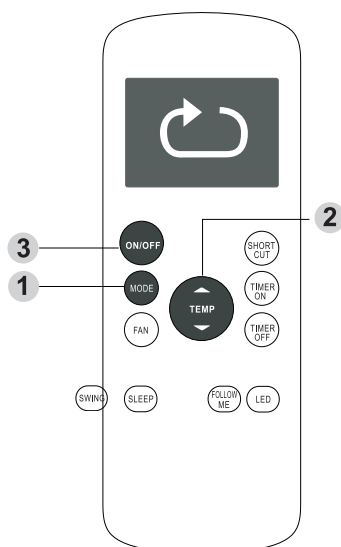 2
3
ON/OFF
SHORT
CUT
1
MODE
TEMP
TIMER
ON
FAN
TIMER
OFF
SWING
SLEEP
FOLLOW
ME
LED